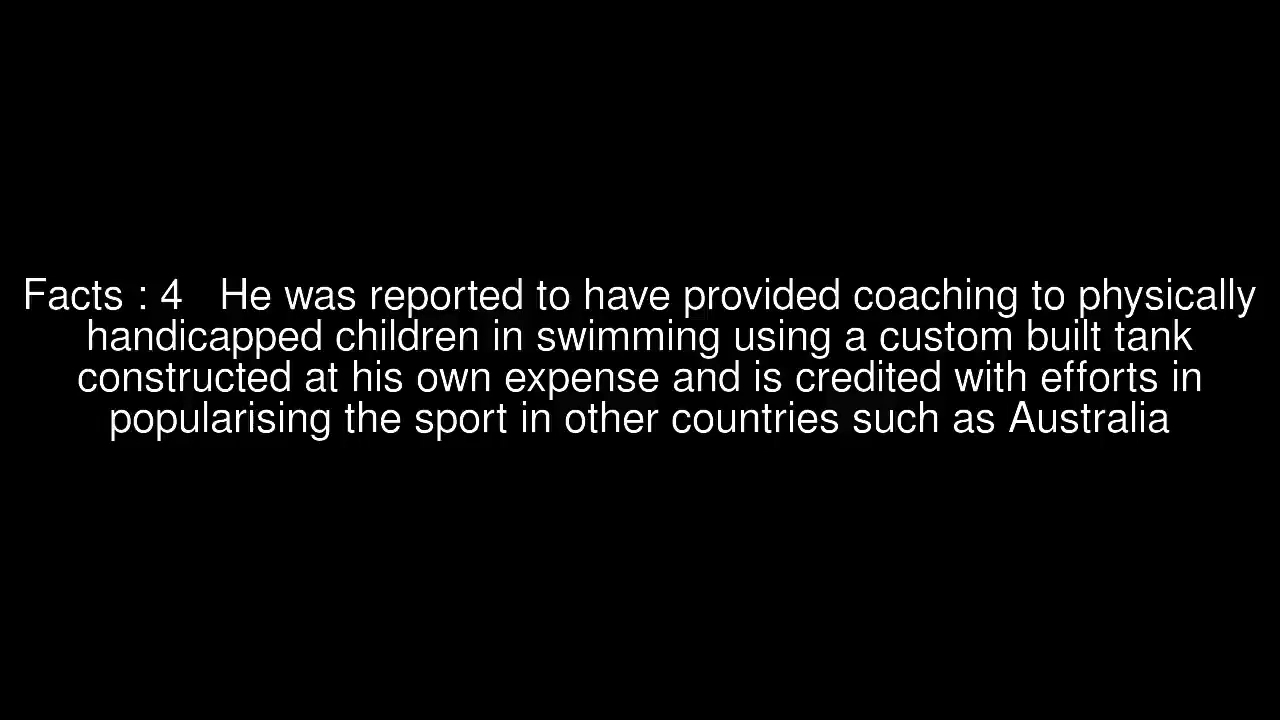 Facts : 4   He was reported to have provided coaching to physically
handicapped children in swimming using a custom built tank
constructed at his own expense and is credited with efforts in
popularising the sport in other countries such as Australia